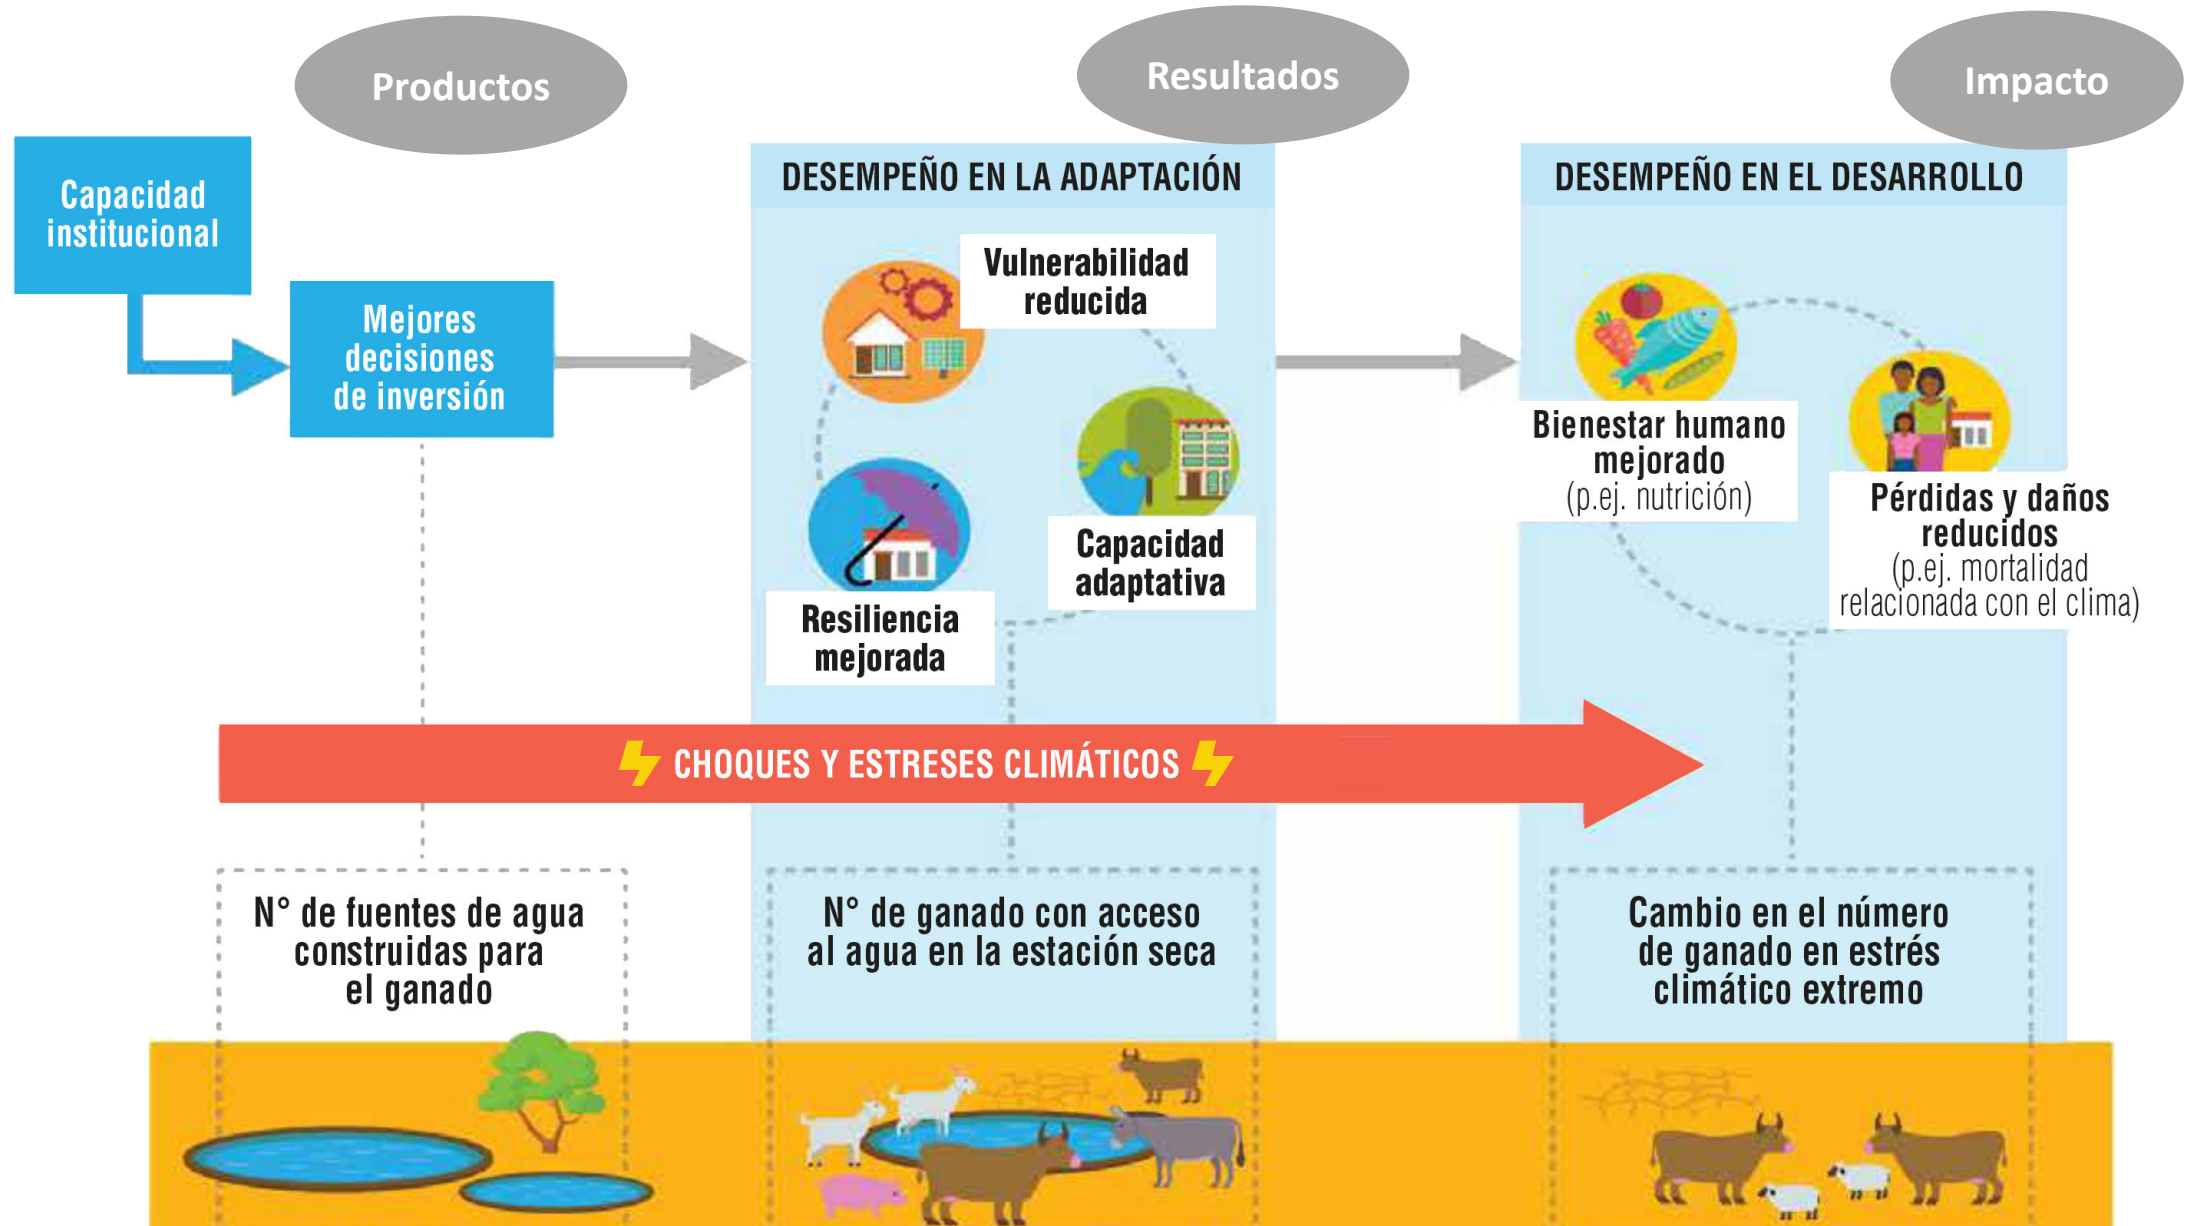 Productos
Resultados
Impacto
Capacidad
institucional
Mejores
decisiones
de inversión
DESEMPEÑO EN LA ADAPTACIÓN
Vulnerabilidad
reducida
Capacidad
adaptativa
Resiliencia
mejorada
DESEMPEÑO EN EL DESARROLLO
Bienestar humano
mejorado
(p.ej. nutrición)
Pérdidas y daños
reducidos
(p.ej. mortalidad
relacionada con el clima)
CHOQUES Y ESTRESES CLIMÁTICOS
N° de fuentes de agua
construidas para
el ganado
N° de ganado con acceso
al agua en la estación seca
Cambio en el número
de ganado en estrés
climático extremo